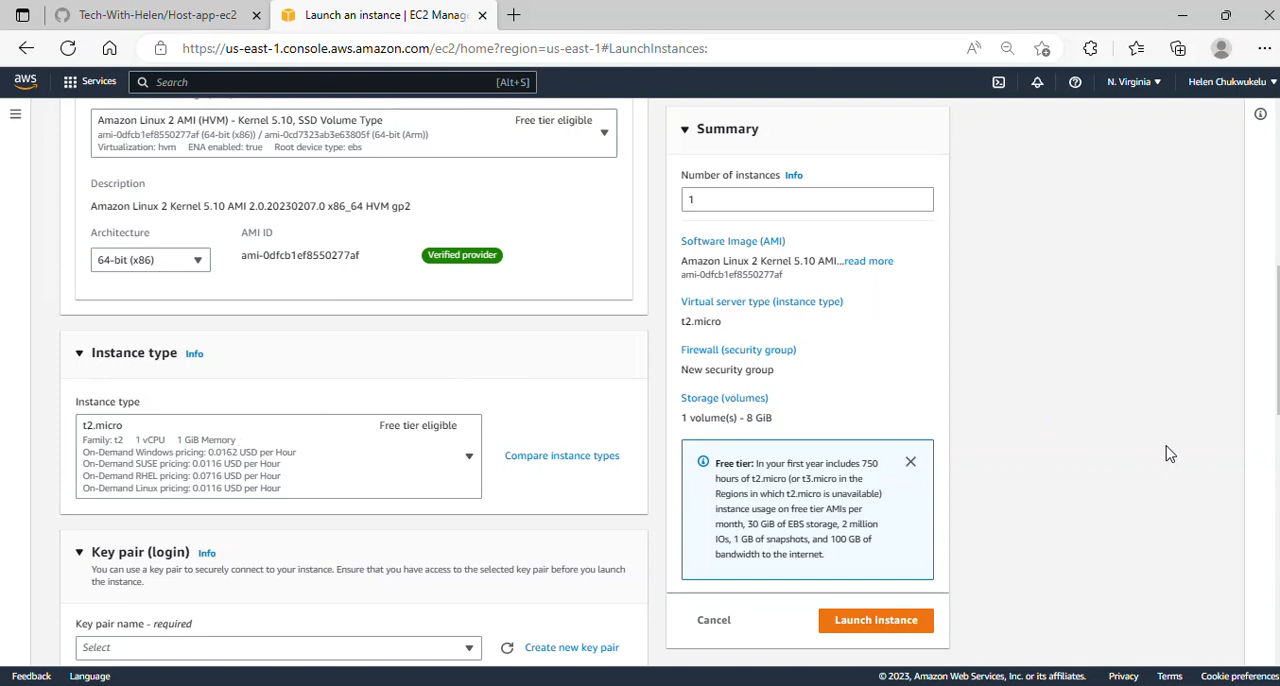 Tech-With-Helen/Host-app-ec2
Launch an instance | EC2 Manag
https://us-east-1.console.aws.amazon.com/ec2/home?region=us-east-1#LaunchInstances:
aws Services Search [Alt+S] N. Virginia Helen Chukwukelu
Amazon Linux 2 AMI (HVM) - Kernel 5.10, SSD Volume Type Free tier eligible
ami-0dfcb1ef8550277af (64-bit (x86)) / ami-0cd7323ab3e63805f (64-bit (Arm))
Virtualization: hvm ENA enabled: true Root device type: ebs
Description
Amazon Linux 2 Kernel 5.10 AMI 2.0.20230207.0 x86_64 HVM gp2
Architecture AMI ID
64-bit (x86) ami-0dfcb1ef8550277af Verified provider
Instance type Info
Instance type
t2.micro Free tier eligible
Family: t2 1 vCPU 1 GiB Memory
On-Demand Windows pricing: 0.0162 USD per Hour
On-Demand SUSE pricing: 0.0116 USD per Hour
On-Demand RHEL pricing: 0.0716 USD per Hour
On-Demand Linux pricing: 0.0116 USD per Hour
Compare instance types
Key pair (login) Info
You can use a key pair to securely connect to your instance. Ensure that you have access to the selected key pair before you launch
the instance.
Key pair name - required
Select
Create new key pair
Summary
Number of instances Info
1
Software Image (AMI)
Amazon Linux 2 Kernel 5.10 AMI...read more
ami-0dfcb1ef8550277af
Virtual server type (instance type)
t2.micro
Firewall (security group)
New security group
Storage (volumes)
1 volume(s) - 8 GiB
Free tier: In your first year includes 750
hours of t2.micro (or t3.micro in the
Regions in which t2.micro is unavailable)
instance usage on free tier AMIs per
month, 30 GiB of EBS storage, 2 million
IOs, 1 GB of snapshots, and 100 GB of
bandwidth to the internet.
Cancel Launch instance
Feedback Language © 2023, Amazon Web Services, Inc. or its affiliates. Privacy Terms Cookie preferences